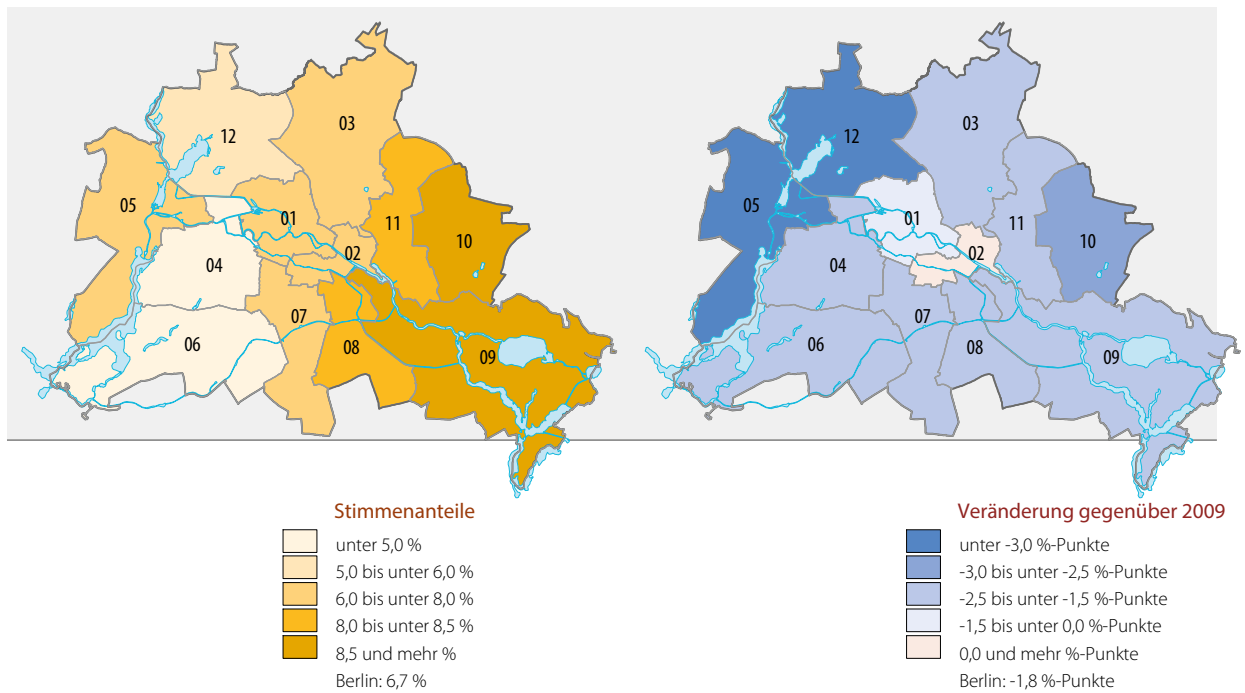 03
12
05
01
11
10
02
04
07
06
08
09
03
12
05
01
11
10
02
04
07
06
08
09
Stimmenanteile
unter 5,0 %
5,0 bis unter 6,0 %
6,0 bis unter 8,0 %
8,0 bis unter 8,5 %
8,5 und mehr %
Berlin: 6,7 %
Veränderung gegenüber 2009
unter -3,0 %-Punkte
-3,0 bis unter -2,5 %-Punkte
-2,5 bis unter -1,5 %-Punkte
-1,5 bis unter 0,0 %-Punkte
0,0 und mehr %-Punkte
Berlin: -1,8 %-Punkte